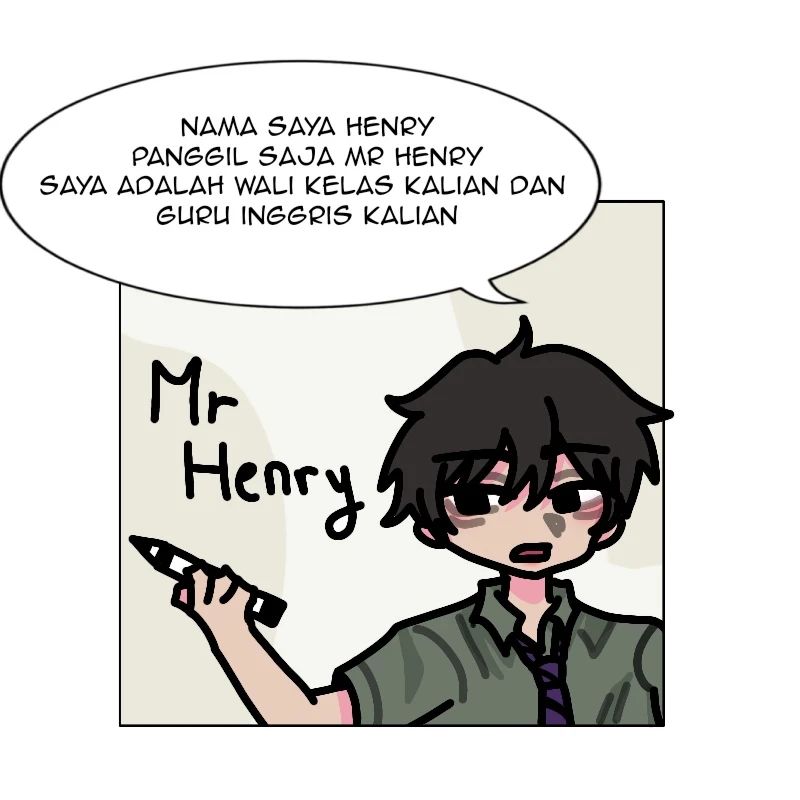 NAMA SAYA HENRY
PANGGIL SAJA MR HENRY
SAYA ADALAH WALI KELAS KALIAN DAN
GURU INGGRIS KALIAN
Mr
Henry